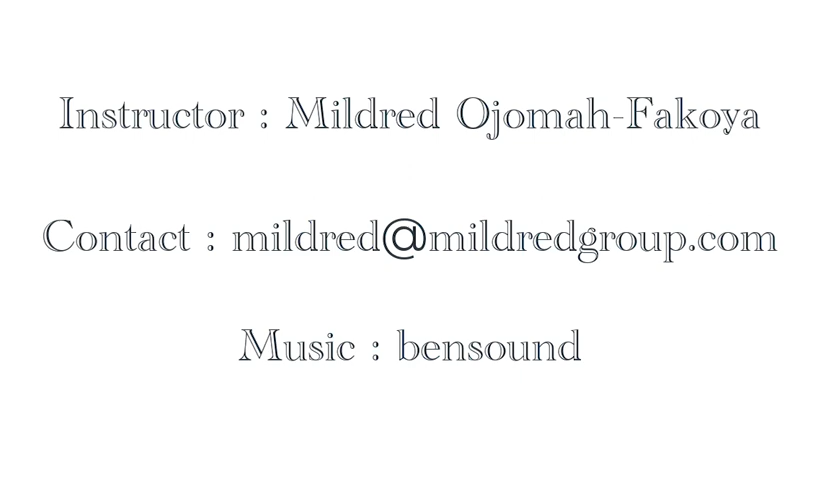 Instructor : Mildred Ojomah-Fakoya
Contact : mildred@mildredgroup.com
Music : bensound